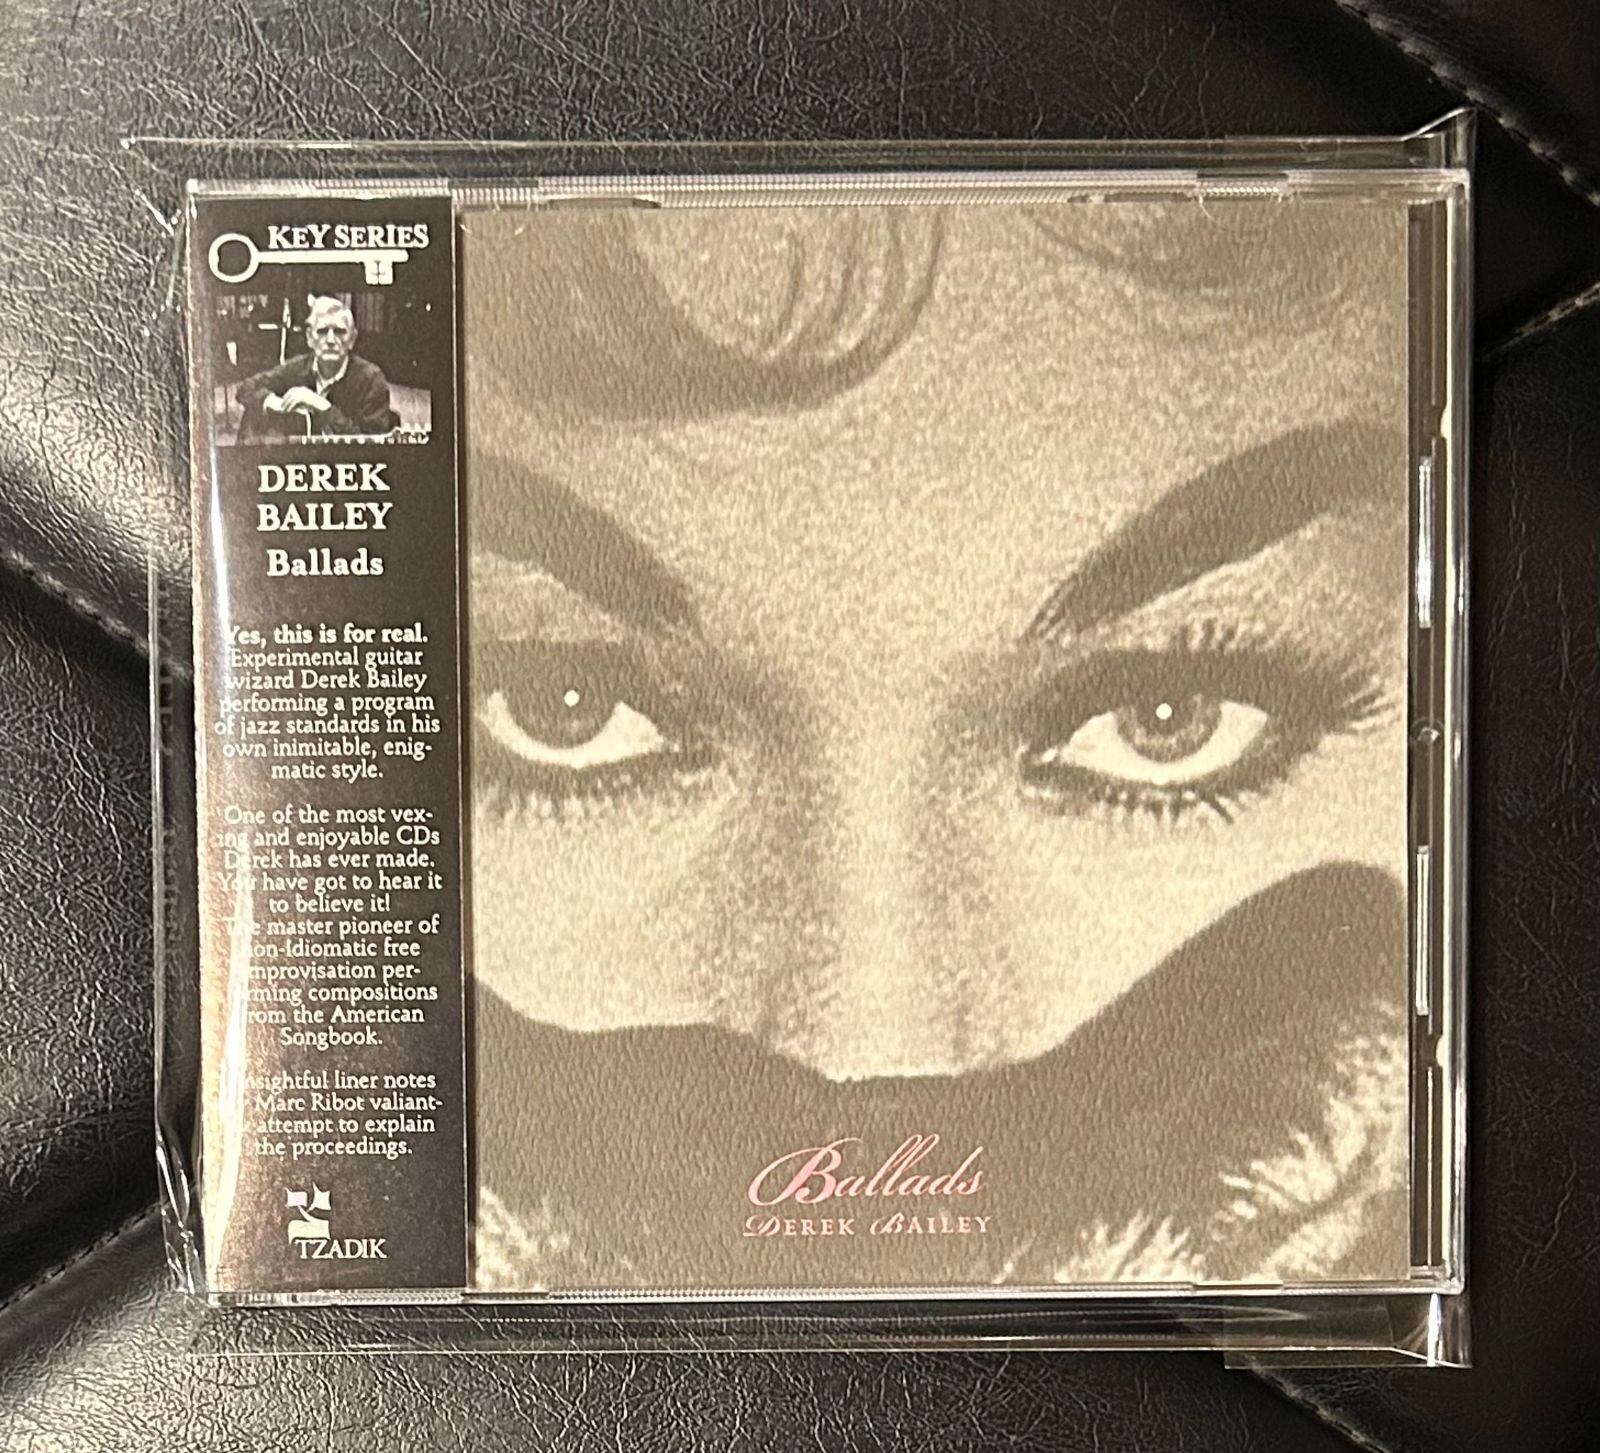 KEY SERIES
DEREK
BAILEY
Ballads
Yes, this is for real.
Experimental guitar
wizard Derek Bailey
performing a program
of jazz standards in his
own inimitable, enig-
matic style.
One of the most vex-
ing and enjoyable CDs
Derek has ever made.
You have got to hear it
to believe it!
The master pioneer of
non-Idiomatic free
improvisation per-
forming compositions
from the American
Songbook.
Insightful liner notes
Marc Ribot valiant-
attempt to explain
the proceedings.
TZADIK
Ballads
DEREK BAILEY